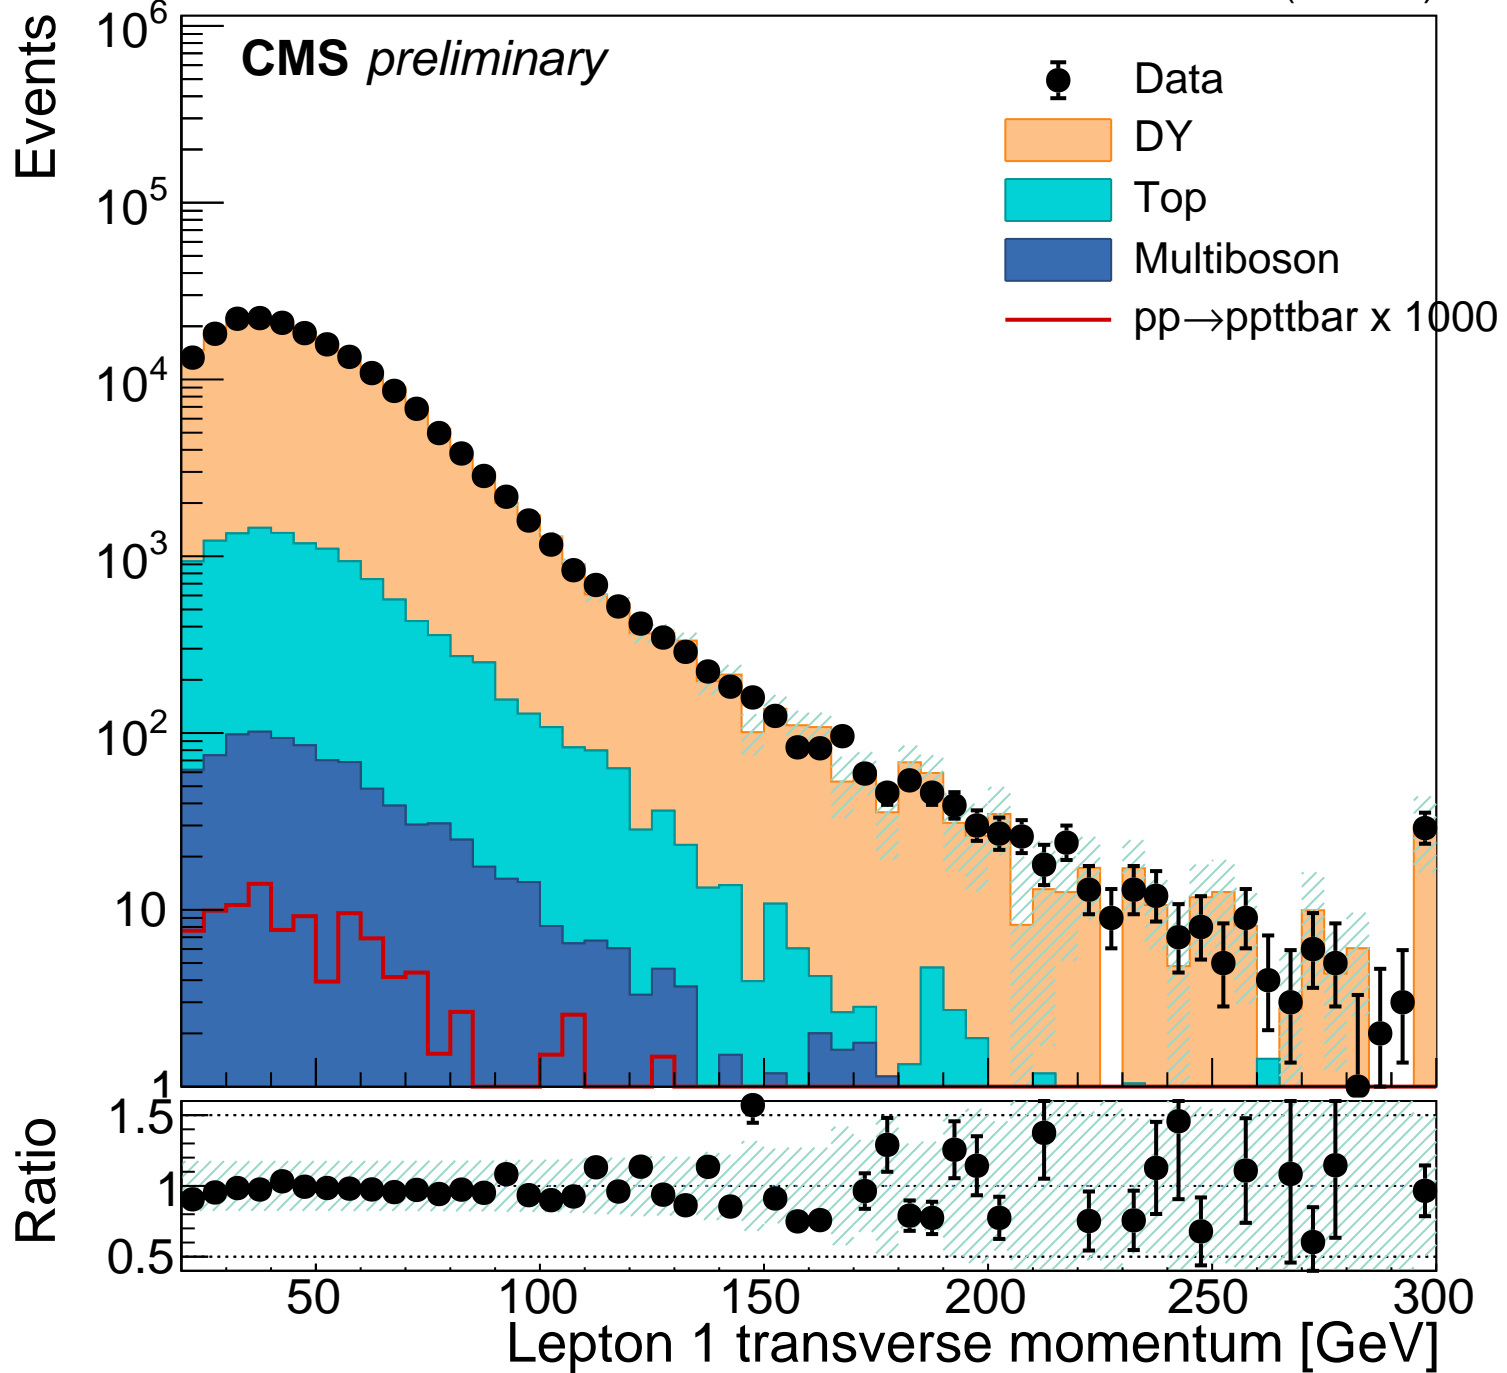 CMS preliminary
Events
10^6
10^5
10^4
10^3
10^2
10
1
Data
DY
Top
Multiboson
pp→ppttbar x 1000
Ratio
1.5
1
0.5
50 100 150 200 250 300
Lepton 1 transverse momentum [GeV]